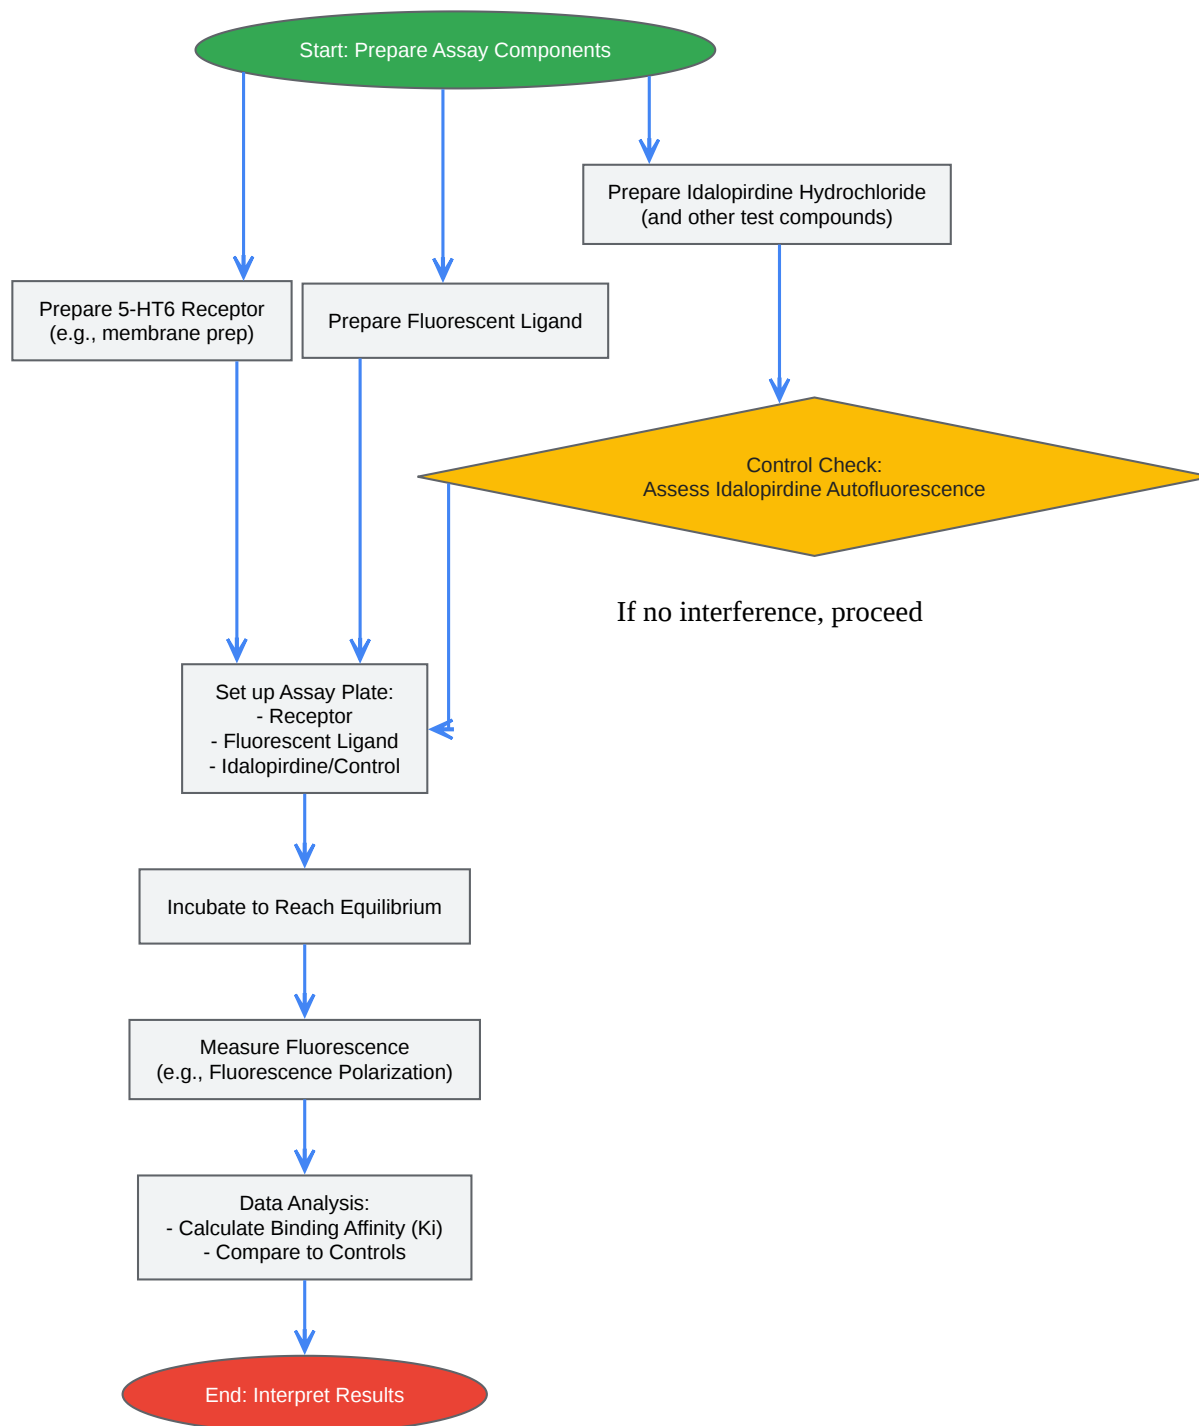 Start: Prepare Assay Components
Prepare Idalopirdine Hydrochloride
(and other test compounds)
Prepare 5-HT6 Receptor
(e.g., membrane prep)
Prepare Fluorescent Ligand
Control Check:
Assess Idalopirdine Autofluorescence
If no interference, proceed
Set up Assay Plate:
- Receptor
- Fluorescent Ligand
- Idalopirdine/Control
Incubate to Reach Equilibrium
Measure Fluorescence
(e.g., Fluorescence Polarization)
Data Analysis:
- Calculate Binding Affinity (Ki)
- Compare to Controls
End: Interpret Results